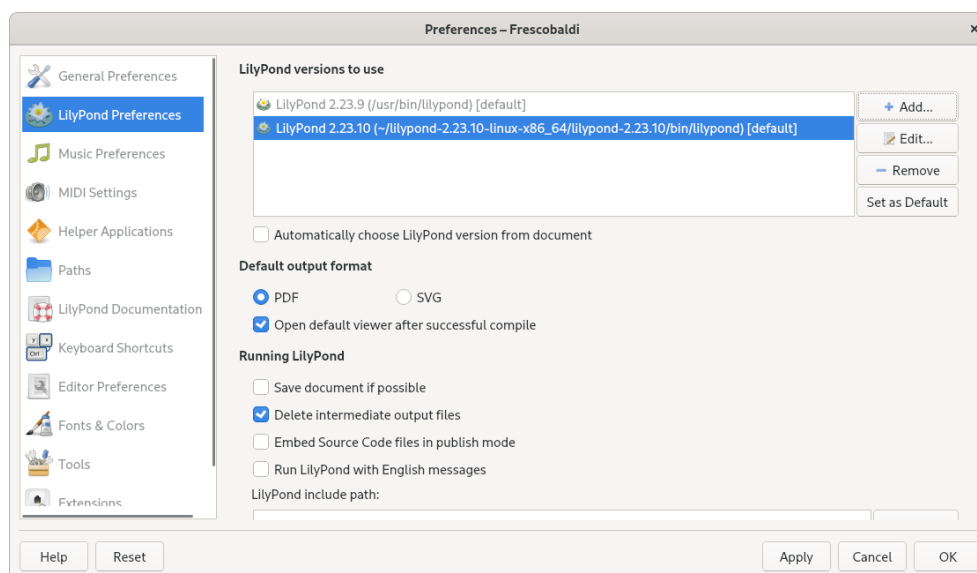 Preferences – Frescobaldi
General Preferences
LilyPond Preferences
Music Preferences
MIDI Settings
Helper Applications
Paths
LilyPond Documentation
Keyboard Shortcuts
Editor Preferences
Fonts & Colors
Tools
Extensions
LilyPond versions to use
LilyPond 2.23.9 (/usr/bin/lilypond) [default]
LilyPond 2.23.10 (~/lilypond-2.23.10-linux-x86_64/lilypond-2.23.10/bin/lilypond) [default]
Add...
Edit...
Remove
Set as Default
Automatically choose LilyPond version from document
Default output format
PDF SVG
Open default viewer after successful compile
Running LilyPond
Save document if possible
Delete intermediate output files
Embed Source Code files in publish mode
Run LilyPond with English messages
LilyPond include path:
Help Reset Apply Cancel OK